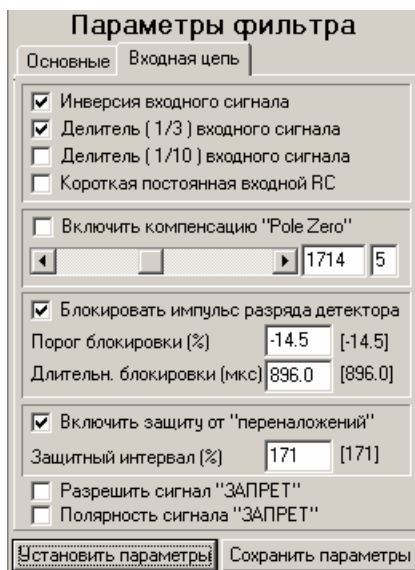 Параметры фильтра
Основные Входная цепь
Инверсия входного сигнала
Делитель ( 1/3 ) входного сигнала
Делитель ( 1/10 ) входного сигнала
Короткая постоянная входной RC
Включить компенсацию "Pole Zero"
1714 5
Блокировать импульс разряда детектора
Порог блокировки (%) -14.5 [-14.5]
Длительн. блокировки (мкс) 896.0 [896.0]
Включить защиту от "переналожений"
Защитный интервал (%) 171 [171]
Разрешить сигнал "ЗАПРЕТ"
Полярность сигнала "ЗАПРЕТ"
Установить параметры Сохранить параметры